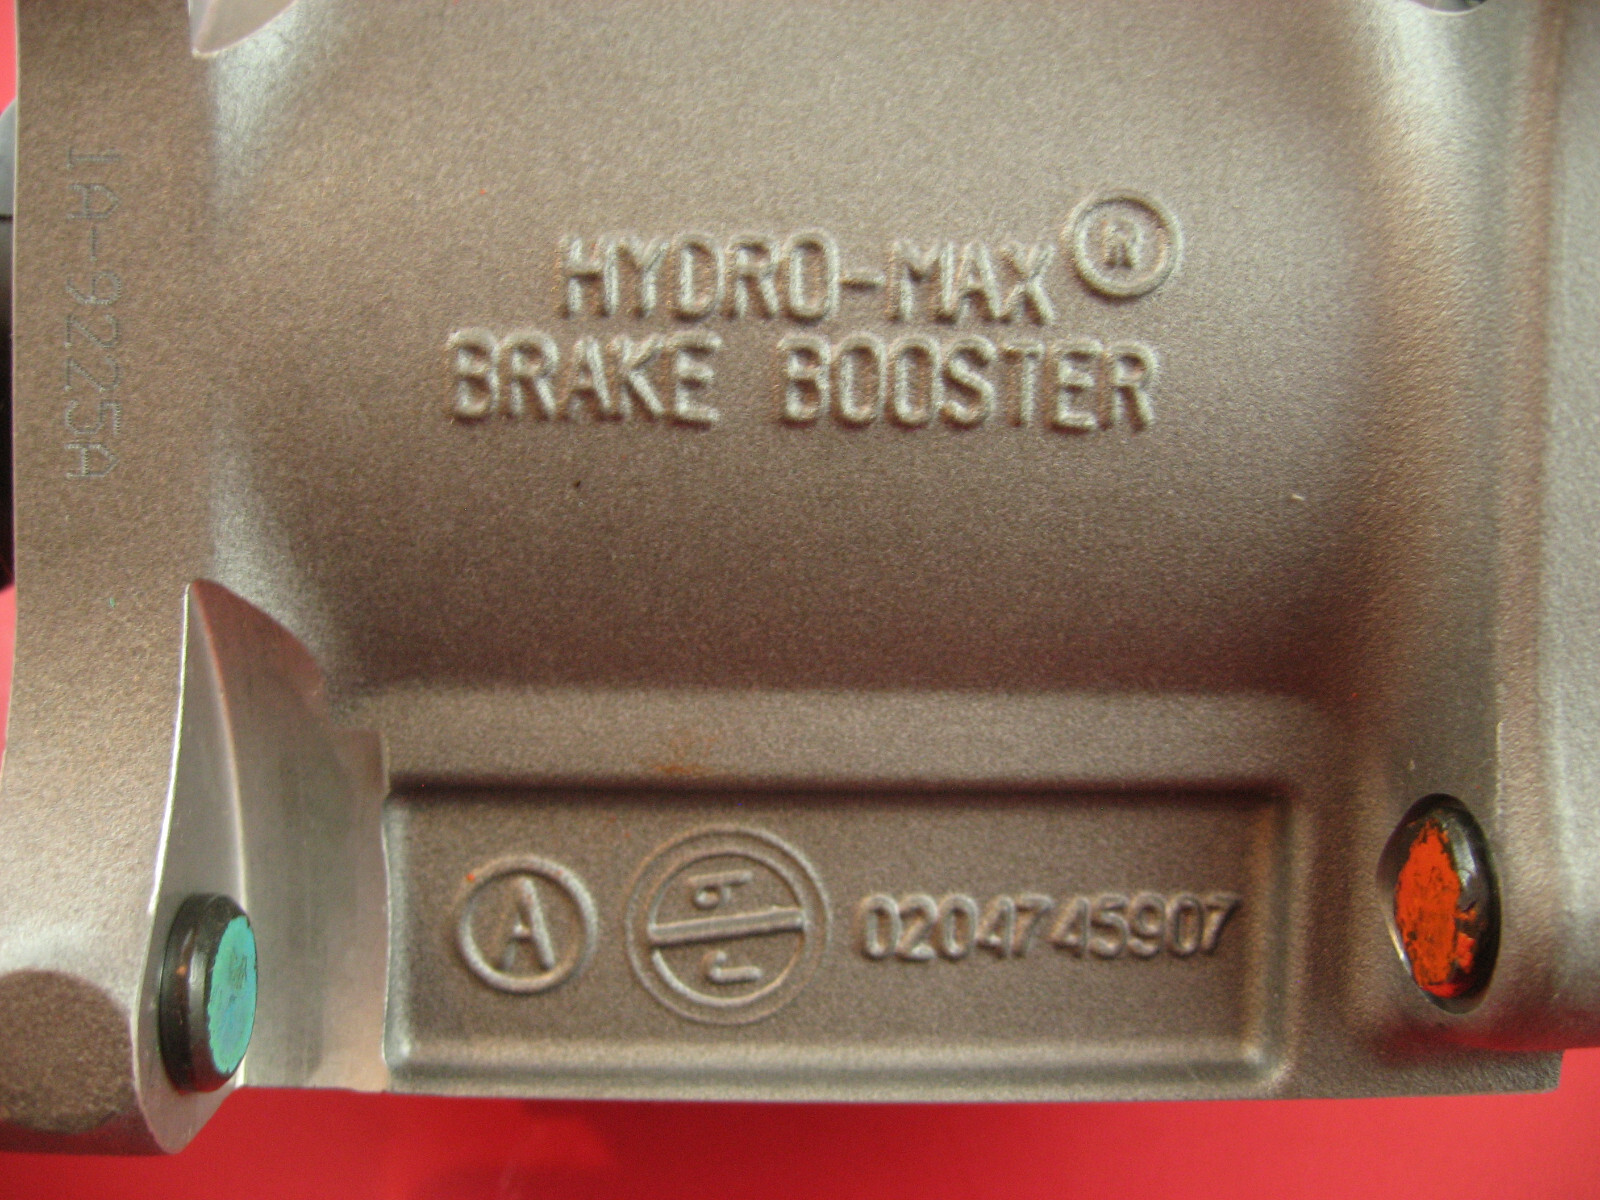 HYDRO-MAX®
BRAKE BOOSTER
1A-9225A
A
0204745907